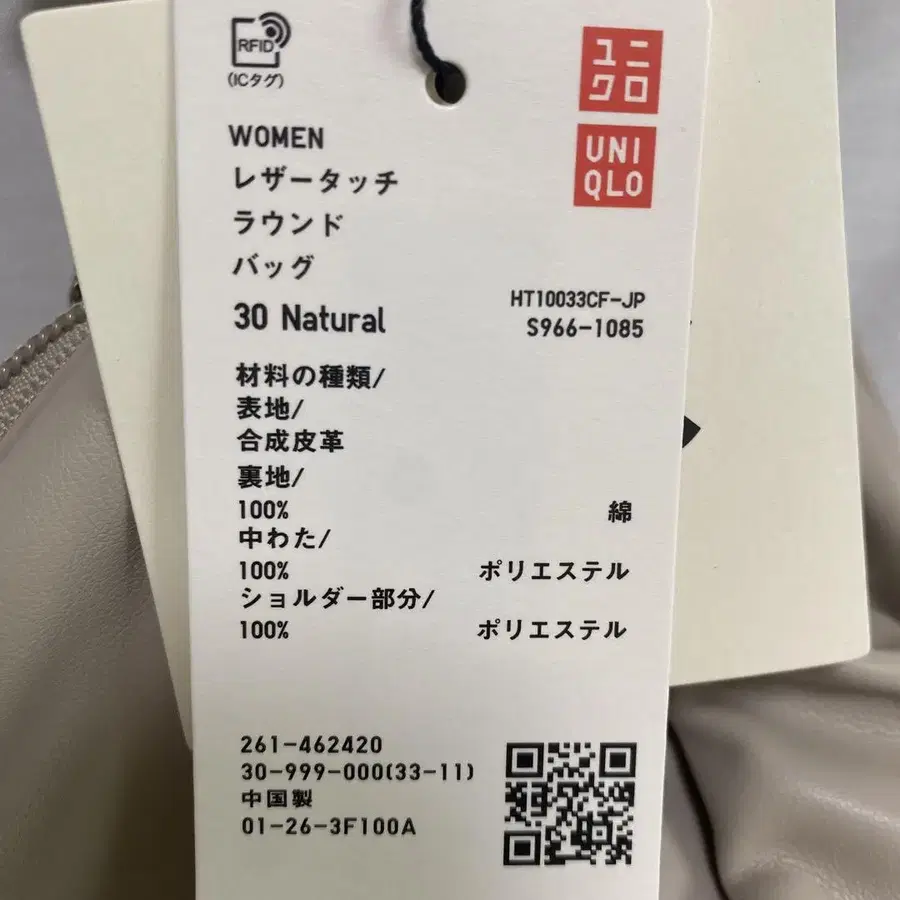 RFID
(ICタグ)
ユニ
クロ
UNI
QLO
WOMEN
レザータッチ
ラウンド
バッグ
30 Natural
HT10033CF-JP
S966-1085
材料の種類/
表地/
合成皮革
裏地/
100% 綿
中わた/
100% ポリエステル
ショルダー部分/
100% ポリエステル
261-462420
30-999-000(33-11)
中国製
01-26-3F100A